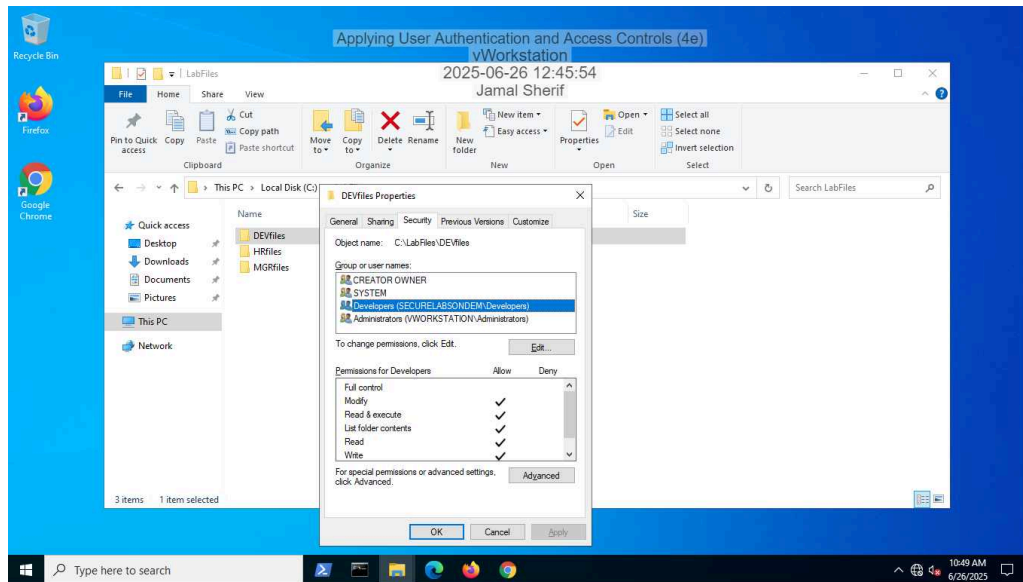 Recycle Bin
Firefox
Google
Chrome
Applying User Authentication and Access Controls (4e)
vWorkstation
2025-06-26 12:45:54
Jamal Sherif
LabFiles
File Home Share View
Pin to Quick
access
Copy
Paste
Cut
Copy path
Paste shortcut
Clipboard
Move
to
Copy
to
Delete
Rename
Organize
New
folder
New item
Easy access
New
Properties
Open
Edit
Open
Select all
Select none
Invert selection
Select
This PC > Local Disk (C:)
Search LabFiles
Quick access
Desktop
Downloads
Documents
Pictures
This PC
Network
Name
Size
DEVfiles
HRfiles
MGRfiles
3 items 1 item selected
DEVfiles Properties
General Sharing Security Previous Versions Customize
Object name: C:\LabFiles\DEVfiles
Group or user names:
CREATOR OWNER
SYSTEM
Developers (SECURELABSONDEM\Developers)
Administrators (VWORKSTATION\Administrators)
To change permissions, click Edit.
Edit...
Permissions for Developers Allow Deny
Full control
Modify
Read & execute
List folder contents
Read
Write
For special permissions or advanced settings,
click Advanced.
Advanced
OK Cancel Apply
Type here to search
10:49 AM
6/26/2025